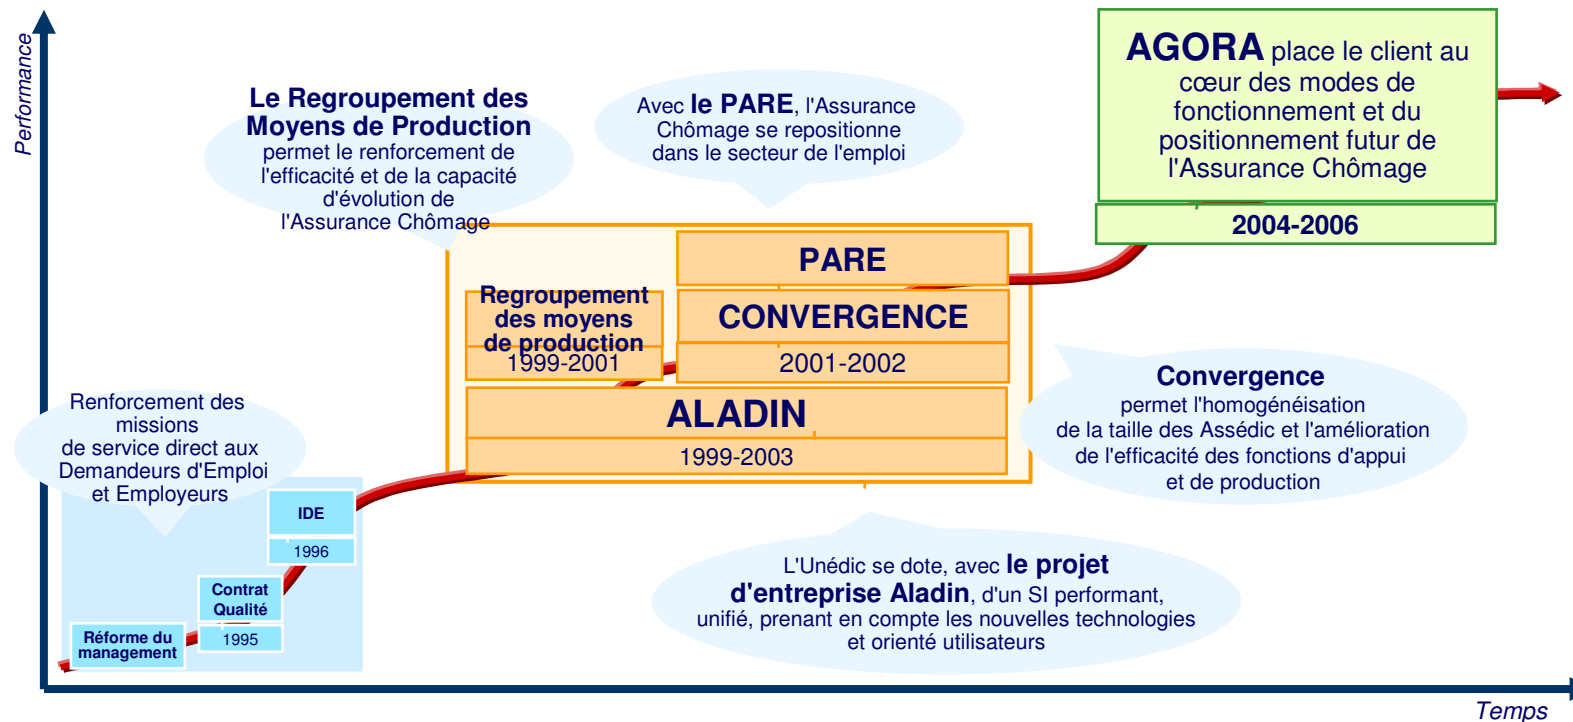 Performance
AGORA place le client au
cœur des modes de
fonctionnement et du
positionnement futur de
l'Assurance Chômage
2004-2006
Le Regroupement des
Moyens de Production
permet le renforcement de
l'efficacité et de la capacité
d'évolution de
l'Assurance Chômage
Avec le PARE, l'Assurance
Chômage se repositionne
dans le secteur de l'emploi
PARE
Regroupement
des moyens
de production
1999-2001
CONVERGENCE
2001-2002
ALADIN
1999-2003
Convergence
permet l'homogénéisation
de la taille des Assédic et l'amélioration
de l'efficacité des fonctions d'appui
et de production
Renforcement des
missions
de service direct aux
Demandeurs d'Emploi
et Employeurs
IDE
1996
Contrat
Qualité
1995
Réforme du
management
L'Unédic se dote, avec le projet
d'entreprise Aladin, d'un SI performant,
unifié, prenant en compte les nouvelles technologies
et orienté utilisateurs
Temps